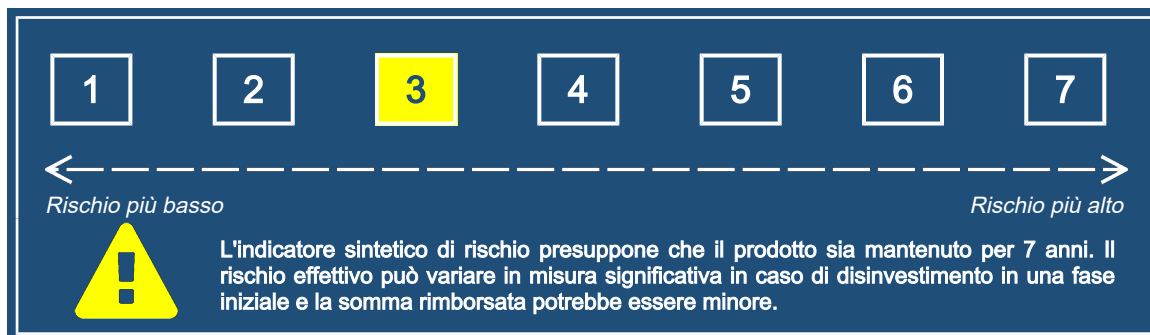 1 2 3 4 5 6 7
Rischio più basso Rischio più alto
L'indicatore sintetico di rischio presuppone che il prodotto sia mantenuto per 7 anni. Il
rischio effettivo può variare in misura significativa in caso di disinvestimento in una fase
iniziale e la somma rimborsata potrebbe essere minore.